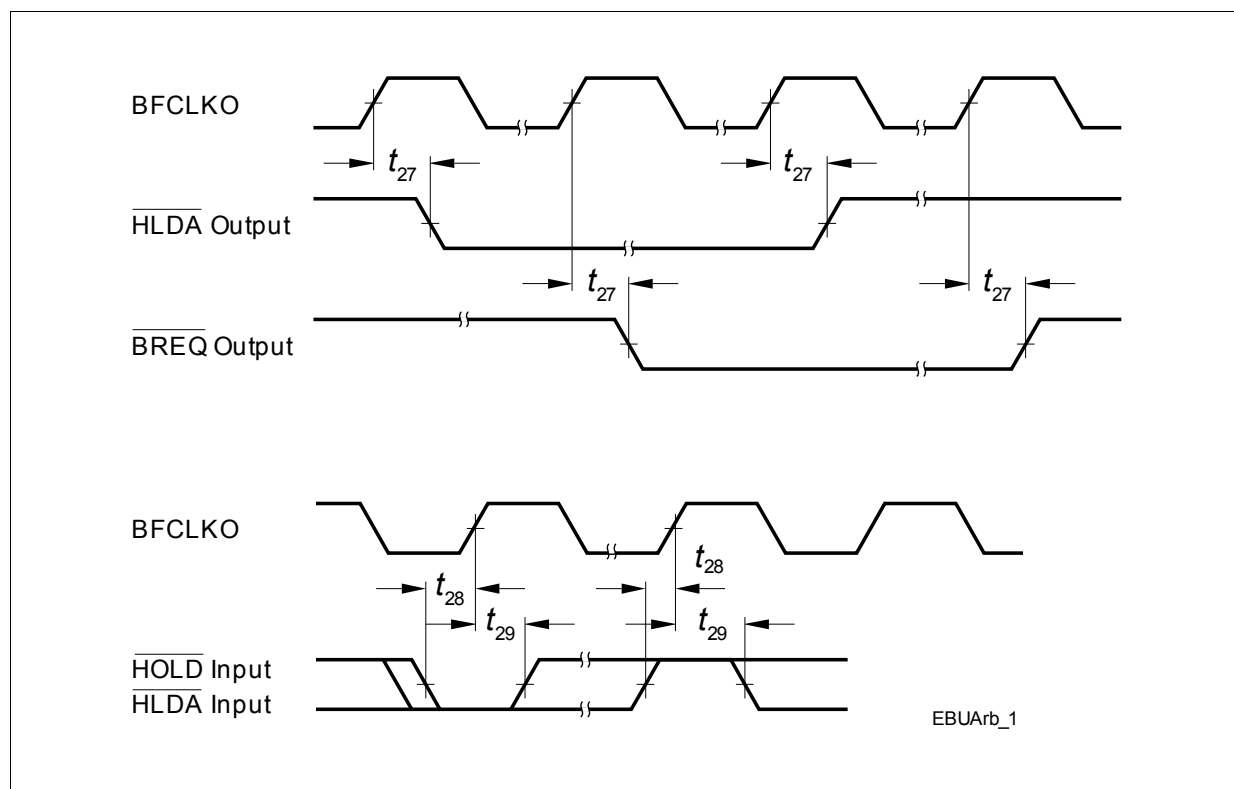 BFCLKO
t27 t27
HLDA Output
t27 t27
BREQ Output
BFCLKO
t28
t28
t29 t29
HOLD Input
HLDA Input
EBUArb_1